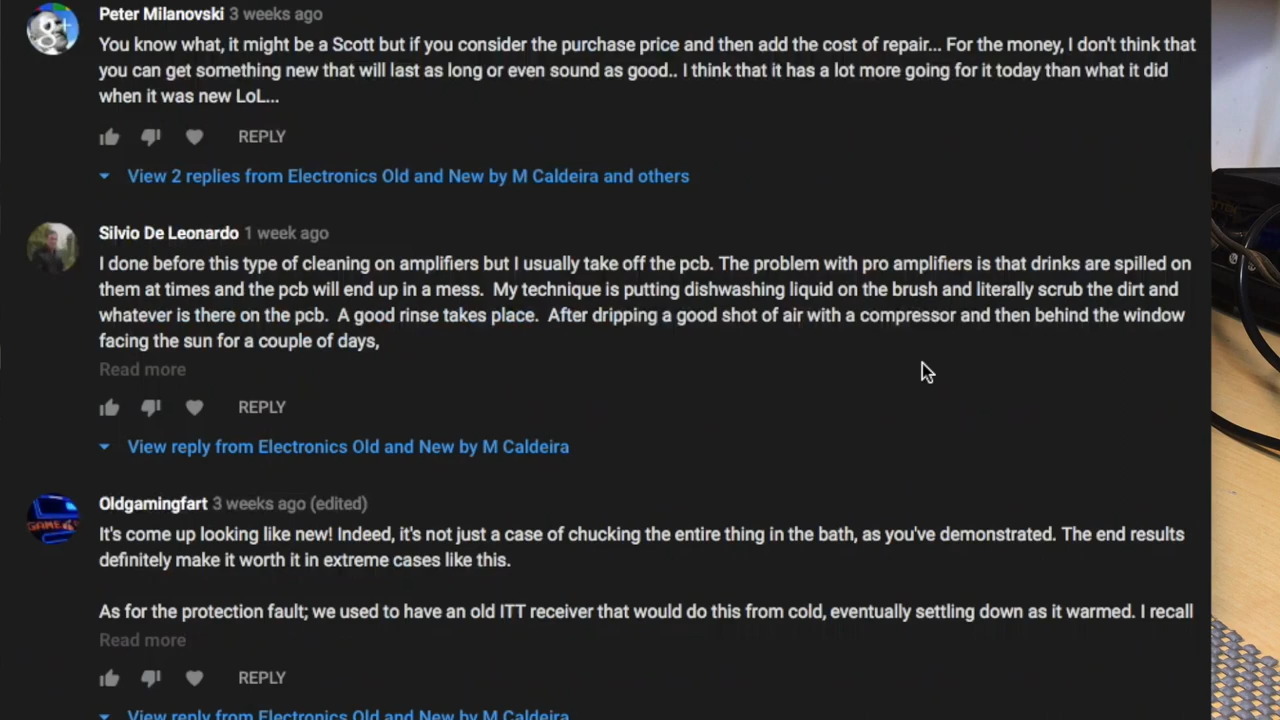 Peter Milanovski 3 weeks ago
You know what, it might be a Scott but if you consider the purchase price and then add the cost of repair... For the money, I don't think that
you can get something new that will last as long or even sound as good.. I think that it has a lot more going for it today than what it did
when it was new LoL...
REPLY
View 2 replies from Electronics Old and New by M Caldeira and others
Silvio De Leonardo 1 week ago
I done before this type of cleaning on amplifiers but I usually take off the pcb. The problem with pro amplifiers is that drinks are spilled on
them at times and the pcb will end up in a mess.  My technique is putting dishwashing liquid on the brush and literally scrub the dirt and
whatever is there on the pcb.  A good rinse takes place.  After dripping a good shot of air with a compressor and then behind the window
facing the sun for a couple of days,
Read more
REPLY
View reply from Electronics Old and New by M Caldeira
Oldgamingfart 3 weeks ago (edited)
It's come up looking like new! Indeed, it's not just a case of chucking the entire thing in the bath, as you've demonstrated. The end results
definitely make it worth it in extreme cases like this.
As for the protection fault; we used to have an old ITT receiver that would do this from cold, eventually settling down as it warmed. I recall
Read more
REPLY
View reply from Electronics Old and New by M Caldeira